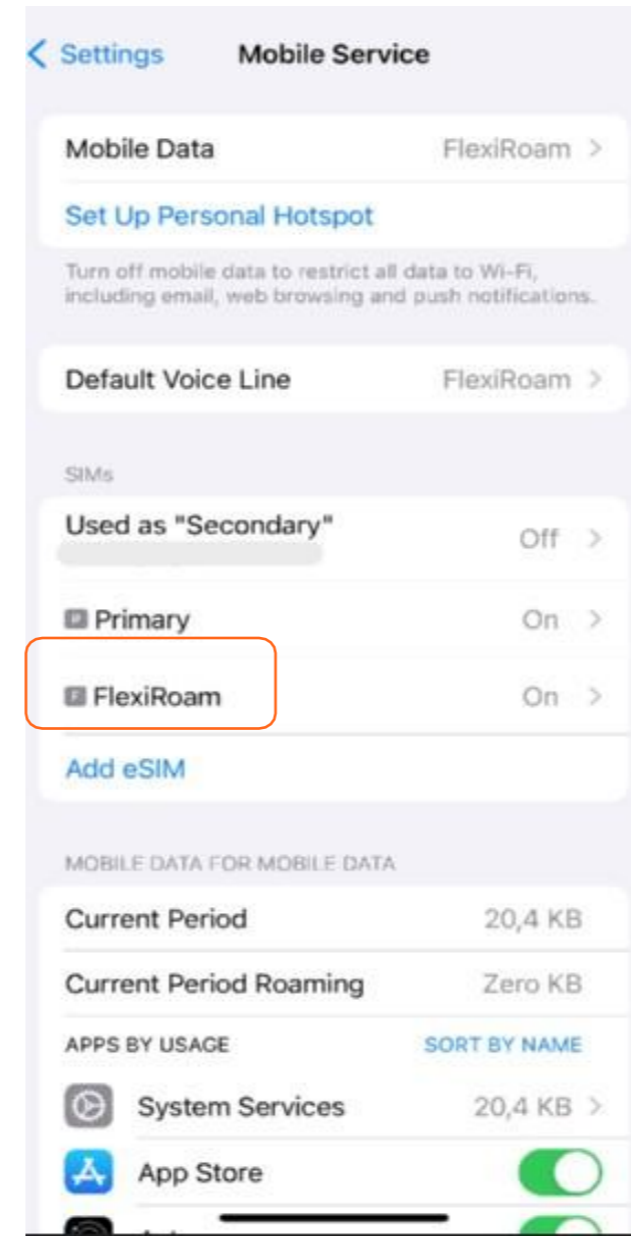 Settings
Mobile Service
Mobile Data FlexiRoam
Set Up Personal Hotspot
Turn off mobile data to restrict all data to Wi-Fi,
including email, web browsing and push notifications.
Default Voice Line FlexiRoam
SIMs
Used as "Secondary" Off
P Primary On
F FlexiRoam On
Add eSIM
MOBILE DATA FOR MOBILE DATA
Current Period 20,4 KB
Current Period Roaming Zero KB
APPS BY USAGE SORT BY NAME
System Services 20,4 KB
App Store